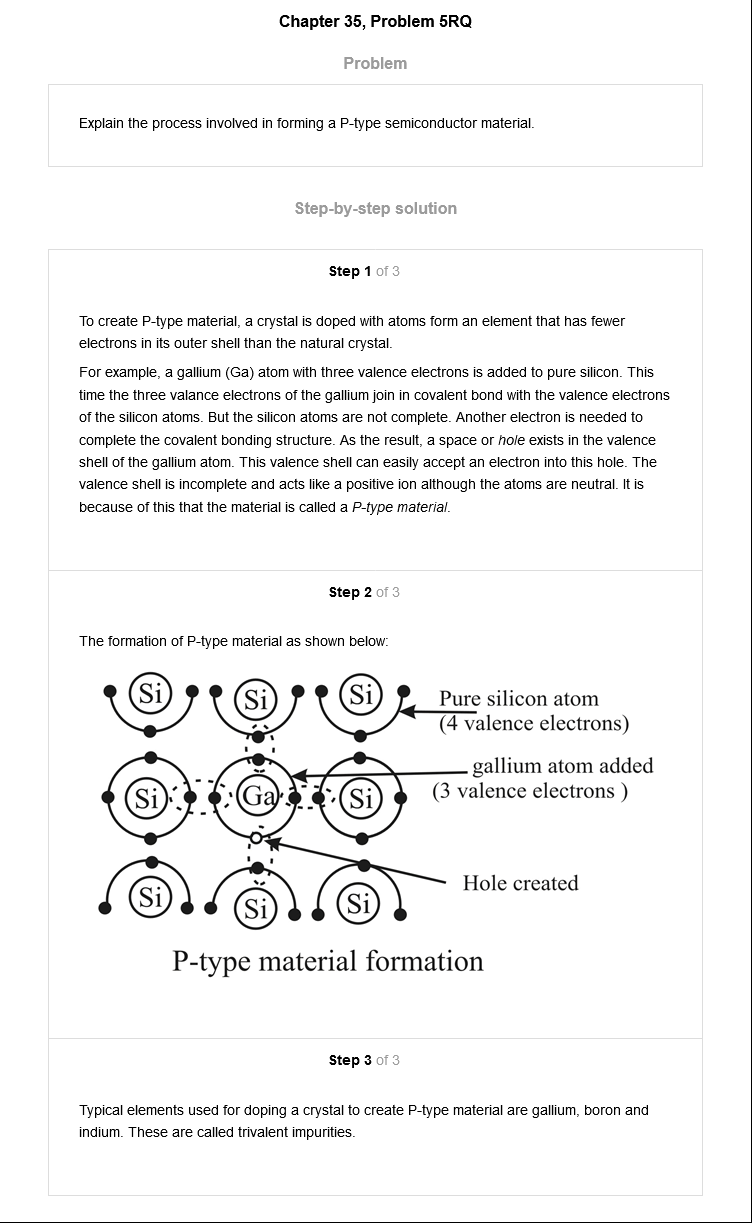 Chapter 35, Problem 5RQ
Problem
Explain the process involved in forming a P-type semiconductor material.
Step-by-step solution
Step 1 of 3
To create P-type material, a crystal is doped with atoms form an element that has fewer
electrons in its outer shell than the natural crystal.
For example, a gallium (Ga) atom with three valence electrons is added to pure silicon. This
time the three valance electrons of the gallium join in covalent bond with the valence electrons
of the silicon atoms. But the silicon atoms are not complete. Another electron is needed to
complete the covalent bonding structure. As the result, a space or hole exists in the valence
shell of the gallium atom. This valence shell can easily accept an electron into this hole. The
valence shell is incomplete and acts like a positive ion although the atoms are neutral. It is
because of this that the material is called a P-type material.
Step 2 of 3
The formation of P-type material as shown below:
Si Si Si Pure silicon atom
(4 valence electrons)
gallium atom added
Si Ga Si (3 valence electrons )
Hole created
Si Si Si
P-type material formation
Step 3 of 3
Typical elements used for doping a crystal to create P-type material are gallium, boron and
indium. These are called trivalent impurities.